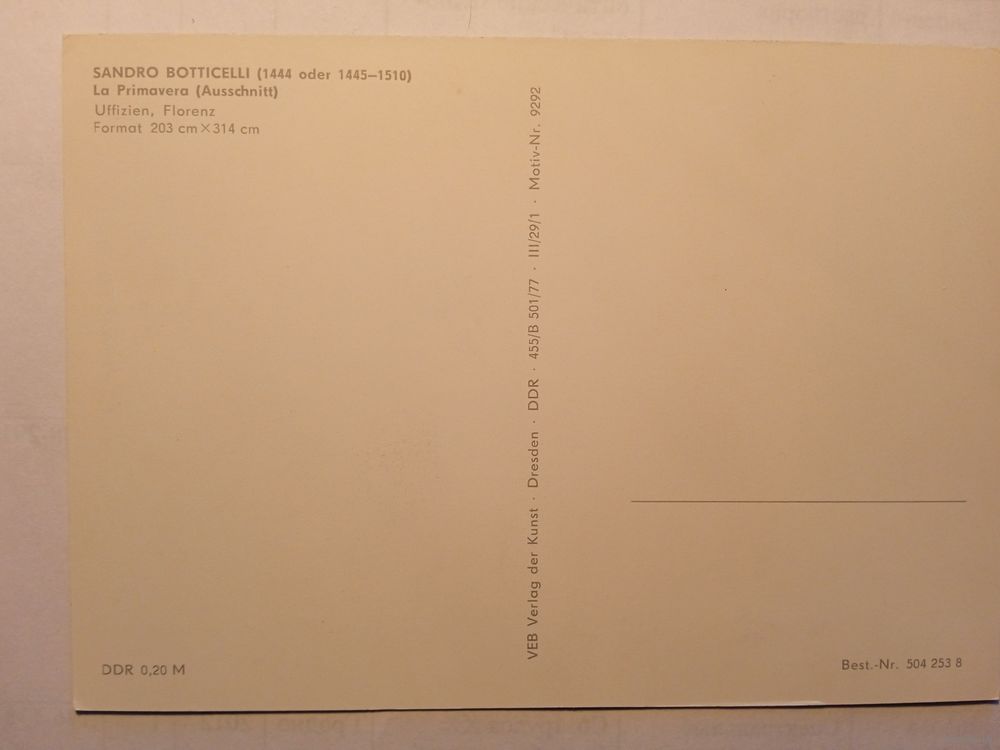 SANDRO BOTTICELLI (1444 oder 1445–1510)
La Primavera (Ausschnitt)
Uffizien, Florenz
Format 203 cm×314 cm
VEB Verlag der Kunst · Dresden · DDR · 455/B 501/77 · III/29/1 · Motiv-Nr. 9292
DDR 0,20 M
Best.-Nr. 504 253 8